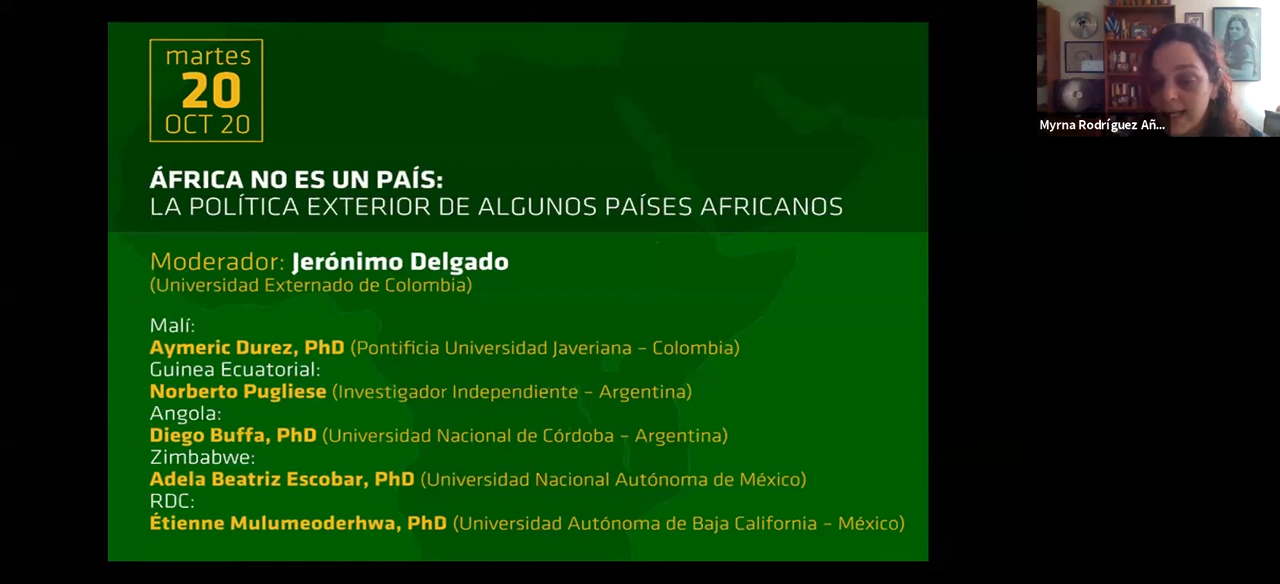 martes
20
OCT 20
ÁFRICA NO ES UN PAÍS:
LA POLÍTICA EXTERIOR DE ALGUNOS PAÍSES AFRICANOS
Moderador: Jerónimo Delgado
(Universidad Externado de Colombia)
Malí:
Aymeric Durez, PhD (Pontificia Universidad Javeriana – Colombia)
Guinea Ecuatorial:
Norberto Pugliese (Investigador Independiente – Argentina)
Angola:
Diego Buffa, PhD (Universidad Nacional de Córdoba – Argentina)
Zimbabwe:
Adela Beatriz Escobar, PhD (Universidad Nacional Autónoma de México)
RDC:
Étienne Mulumeoderhwa, PhD (Universidad Autónoma de Baja California – México)
Myrna Rodríguez Añ...